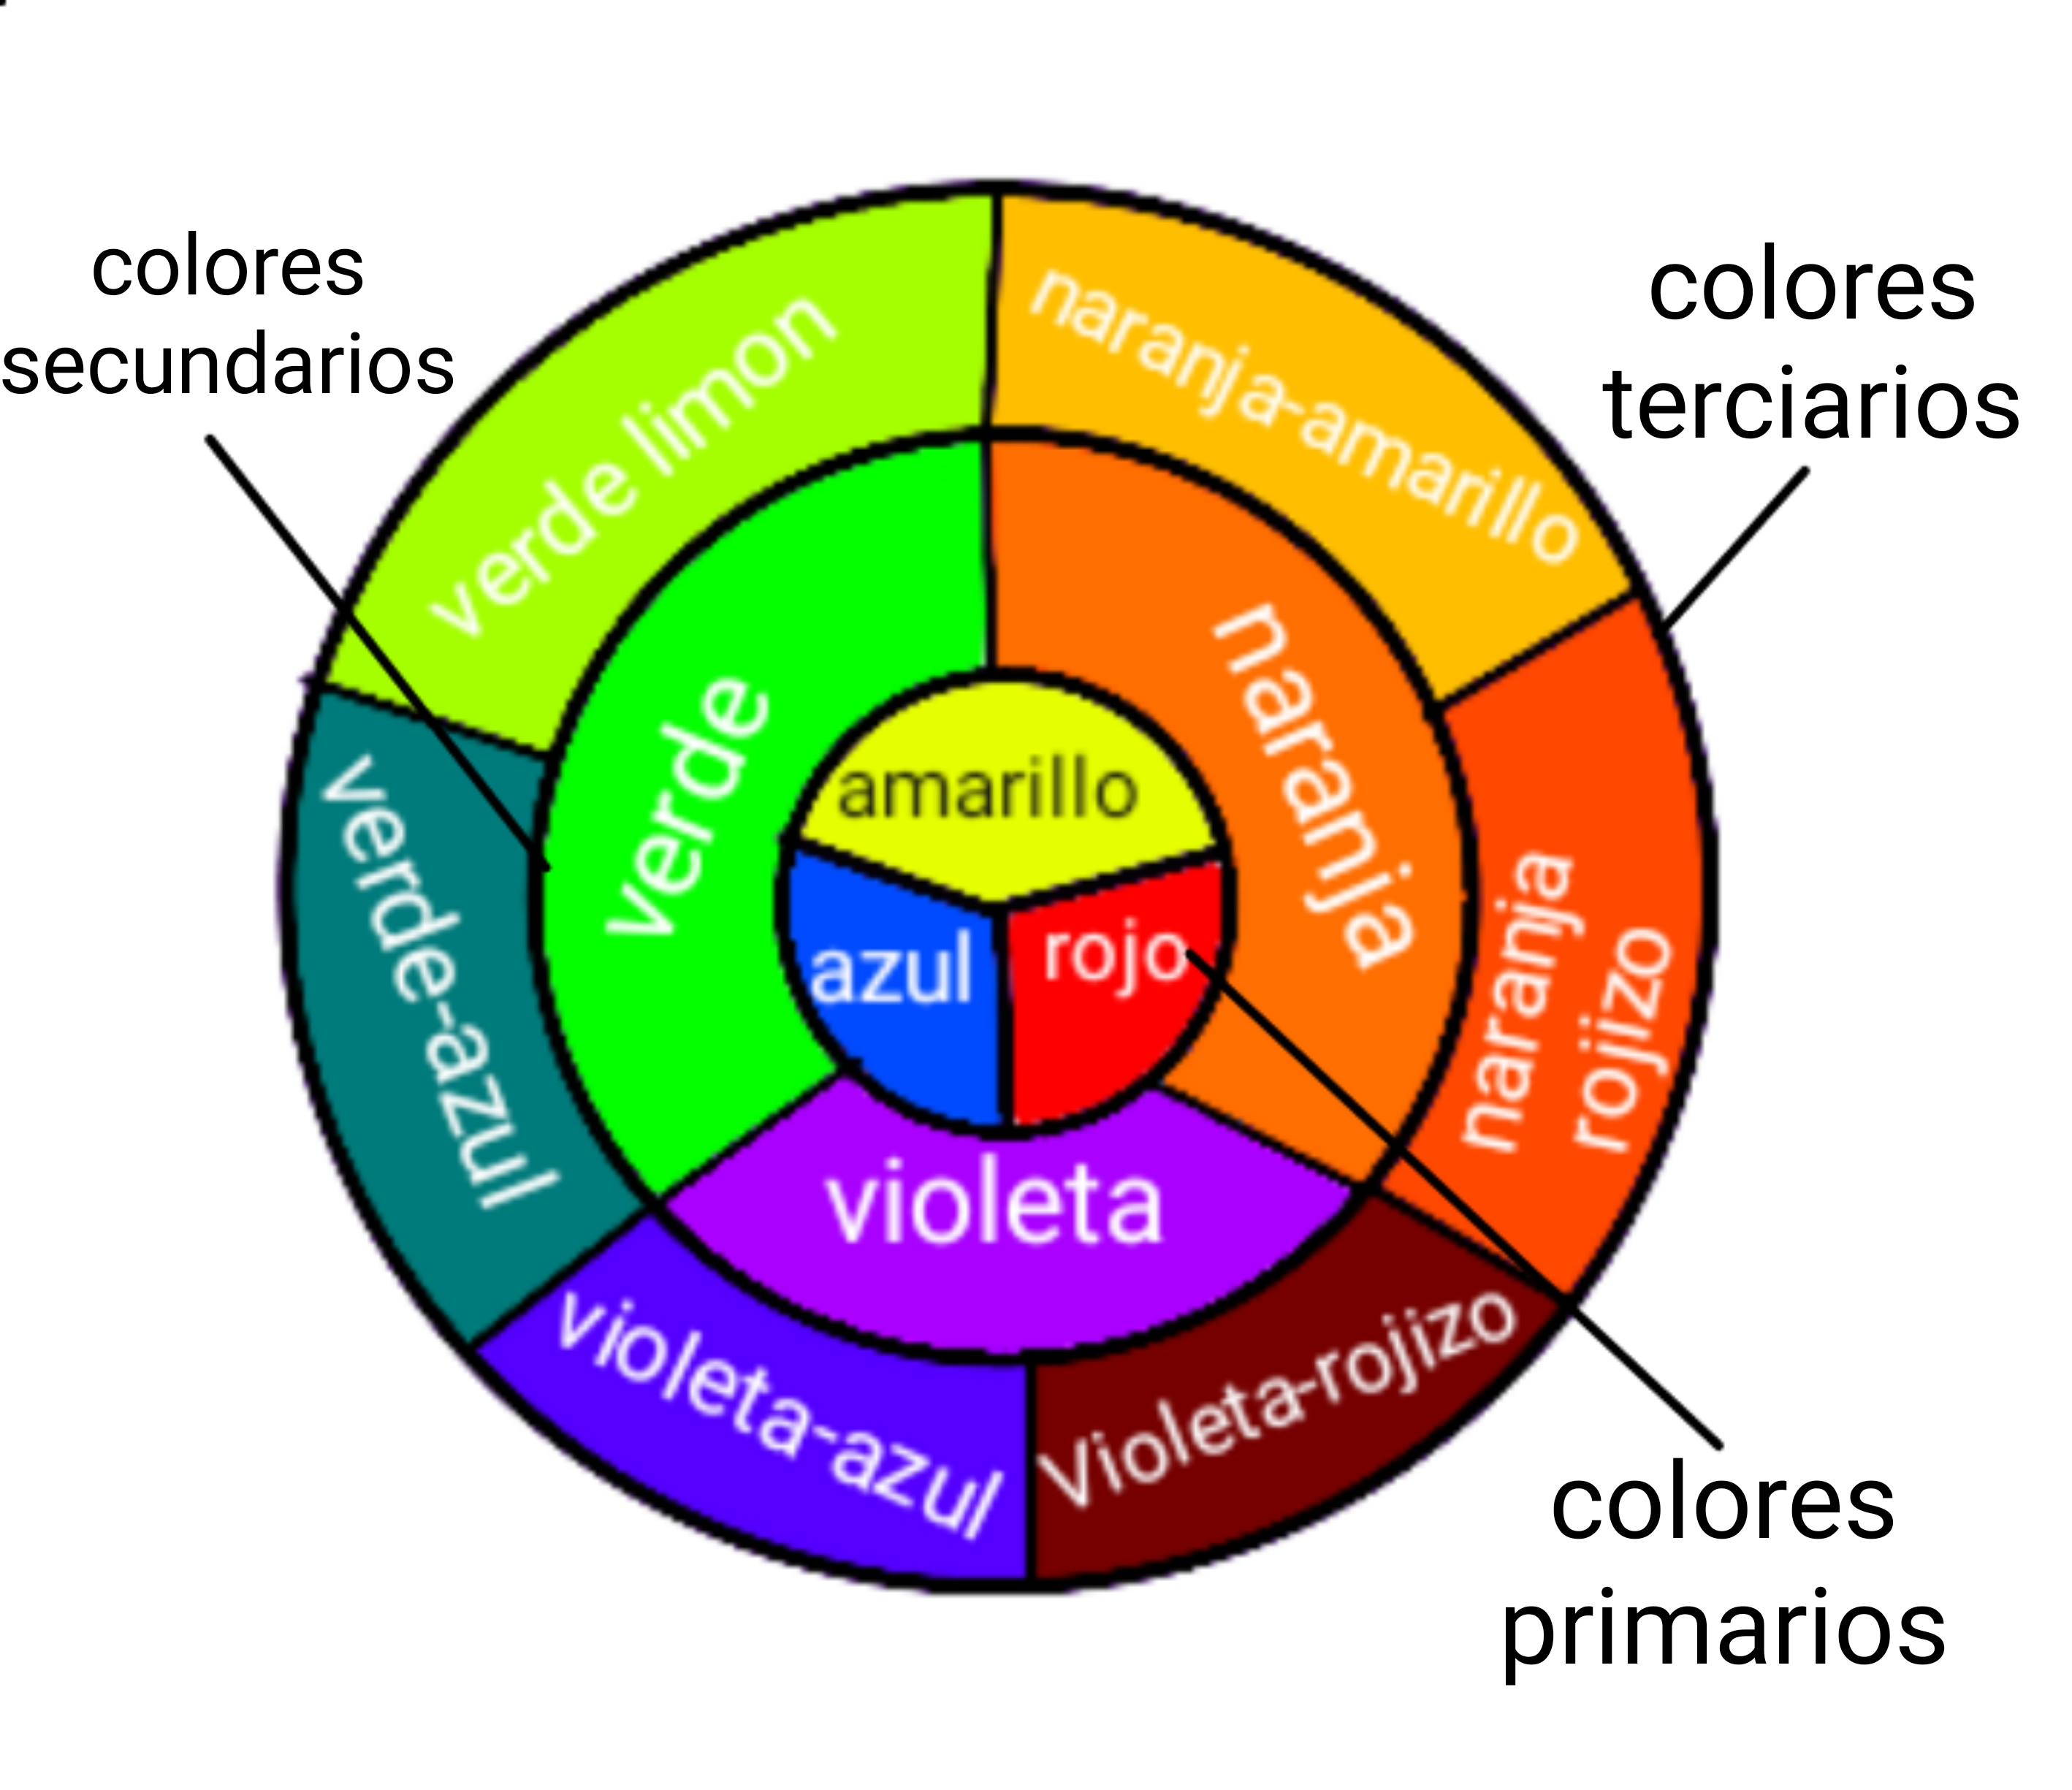 colores
secundarios
colores
terciarios
verde limon
naranja-amarillo
verde
naranja
amarillo
azul
rojo
verde-azul
naranja
rojizo
violeta
violeta-azul
Violeta-rojizo
colores
primarios